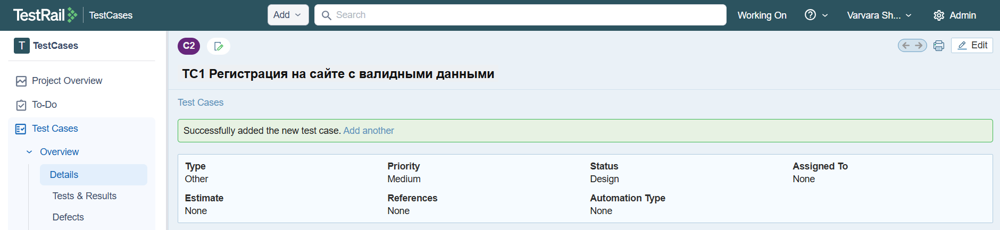 TestRail TestCases Add Search Working On ? Varvara Sh... Admin
T TestCases
Project Overview
To-Do
Test Cases
Overview
Details
Tests & Results
Defects
C2
Edit
TC1 Регистрация на сайте с валидными данными
Test Cases
Successfully added the new test case. Add another
Type Priority Status Assigned To
Other Medium Design None
Estimate References Automation Type
None None None